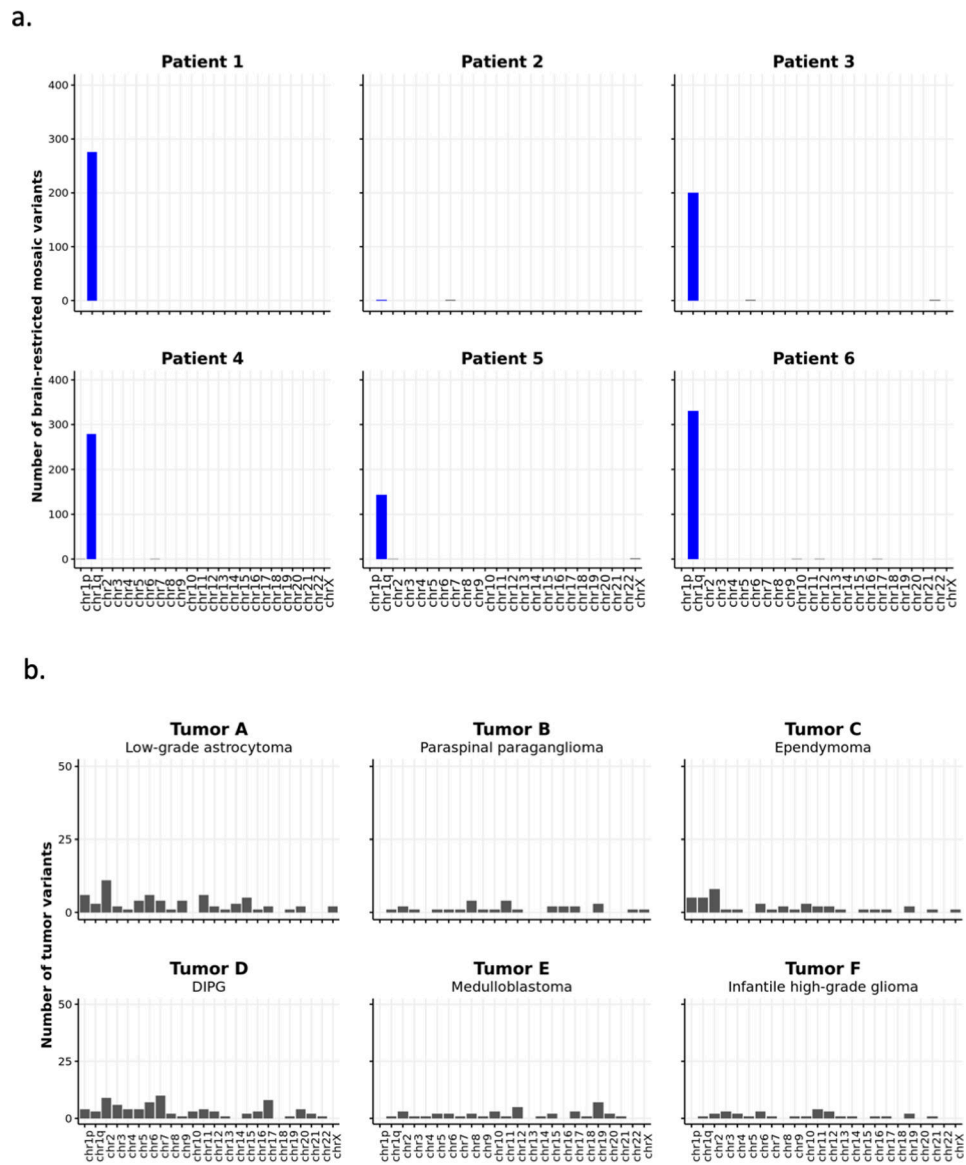 a.
Patient 1
Patient 2
Patient 3
Number of brain-restricted mosaic variants
400
300
200
100
0
Patient 4
Patient 5
Patient 6
400
300
200
100
0
chr1p chr1q chr2 chr3 chr4 chr5 chr6 chr7 chr8 chr9 chr10 chr11 chr12 chr13 chr14 chr15 chr16 chr17 chr18 chr19 chr20 chr21 chr22 chrX
chr1p chr1q chr2 chr3 chr4 chr5 chr6 chr7 chr8 chr9 chr10 chr11 chr12 chr13 chr14 chr15 chr16 chr17 chr18 chr19 chr20 chr21 chr22 chrX
chr1p chr1q chr2 chr3 chr4 chr5 chr6 chr7 chr8 chr9 chr10 chr11 chr12 chr13 chr14 chr15 chr16 chr17 chr18 chr19 chr20 chr21 chr22 chrX
b.
Tumor A
Low-grade astrocytoma
Tumor B
Paraspinal paraganglioma
Tumor C
Ependymoma
Number of tumor variants
50
25
0
Tumor D
DIPG
Tumor E
Medulloblastoma
Tumor F
Infantile high-grade glioma
50
25
0
chr1p chr1q chr2 chr3 chr4 chr5 chr6 chr7 chr8 chr9 chr10 chr11 chr12 chr13 chr14 chr15 chr16 chr17 chr18 chr19 chr20 chr21 chr22 chrX
chr1p chr1q chr2 chr3 chr4 chr5 chr6 chr7 chr8 chr9 chr10 chr11 chr12 chr13 chr14 chr15 chr16 chr17 chr18 chr19 chr20 chr21 chr22 chrX
chr1p chr1q chr2 chr3 chr4 chr5 chr6 chr7 chr8 chr9 chr10 chr11 chr12 chr13 chr14 chr15 chr16 chr17 chr18 chr19 chr20 chr21 chr22 chrX